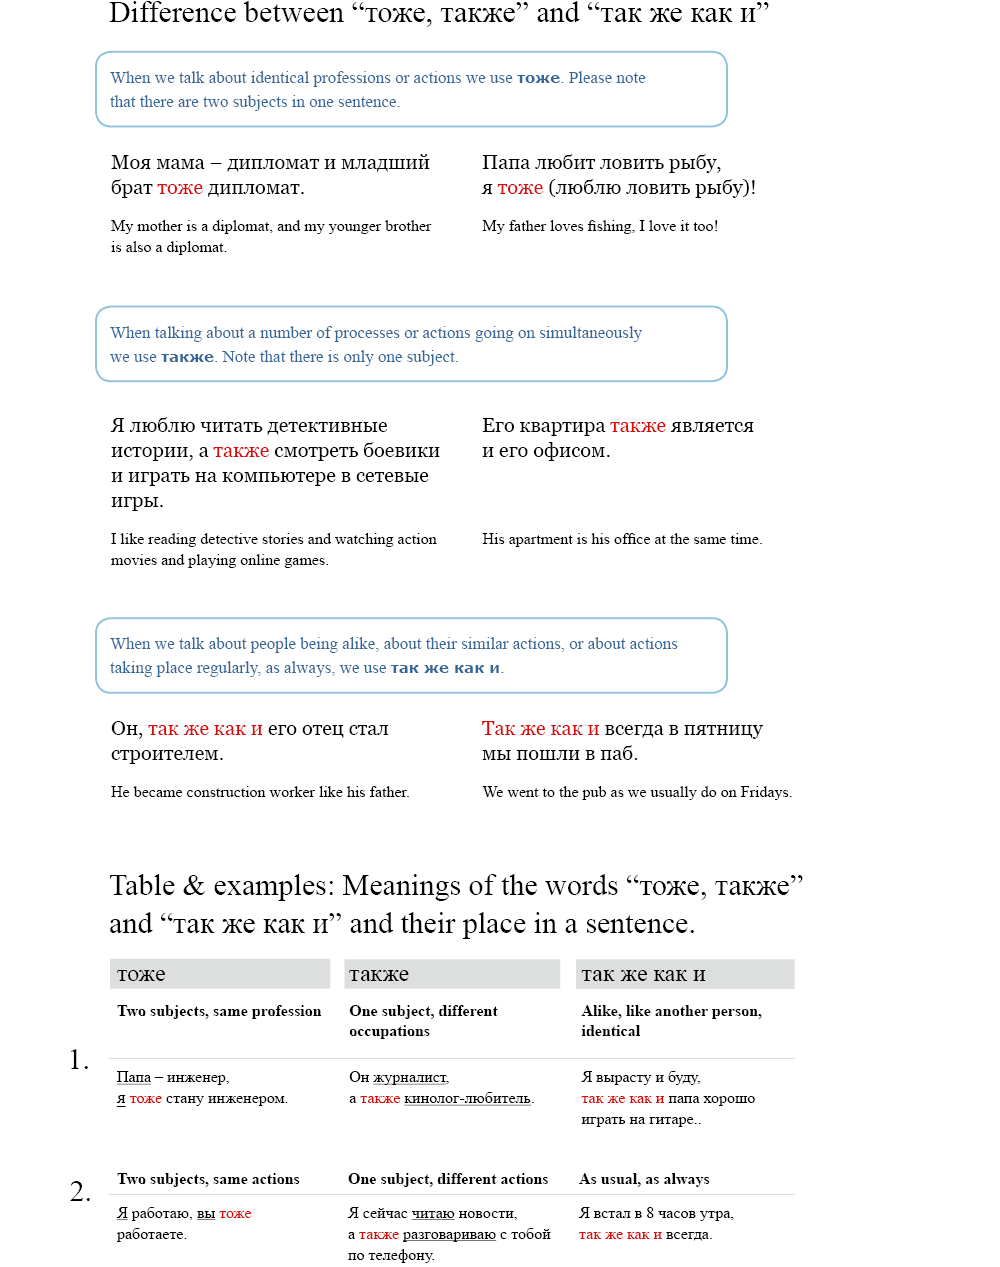 Difference between “тоже, также” and “так же как и”
When we talk about identical professions or actions we use тоже. Please note
that there are two subjects in one sentence.
Моя мама – дипломат и младший
брат тоже дипломат.
My mother is a diplomat, and my younger brother
is also a diplomat.
Папа любит ловить рыбу,
я тоже (люблю ловить рыбу)!
My father loves fishing, I love it too!
When talking about a number of processes or actions going on simultaneously
we use также. Note that there is only one subject.
Я люблю читать детективные
истории, а также смотреть боевики
и играть на компьютере в сетевые
игры.
I like reading detective stories and watching action
movies and playing online games.
Его квартира также является
и его офисом.
His apartment is his office at the same time.
When we talk about people being alike, about their similar actions, or about actions
taking place regularly, as always, we use так же как и.
Он, так же как и его отец стал
строителем.
He became construction worker like his father.
Так же как и всегда в пятницу
мы пошли в паб.
We went to the pub as we usually do on Fridays.
Table & examples: Meanings of the words “тоже, также”
and “так же как и” and their place in a sentence.
тоже
также
так же как и
1.
Two subjects, same profession
One subject, different
occupations
Alike, like another person,
identical
Папа – инженер,
я тоже стану инженером.
Он журналист,
а также кинолог-любитель.
Я вырасту и буду,
так же как и папа хорошо
играть на гитаре..
2.
Two subjects, same actions
One subject, different actions
As usual, as always
Я работаю, вы тоже
работаете.
Я сейчас читаю новости,
а также разговариваю с тобой
по телефону.
Я встал в 8 часов утра,
так же как и всегда.